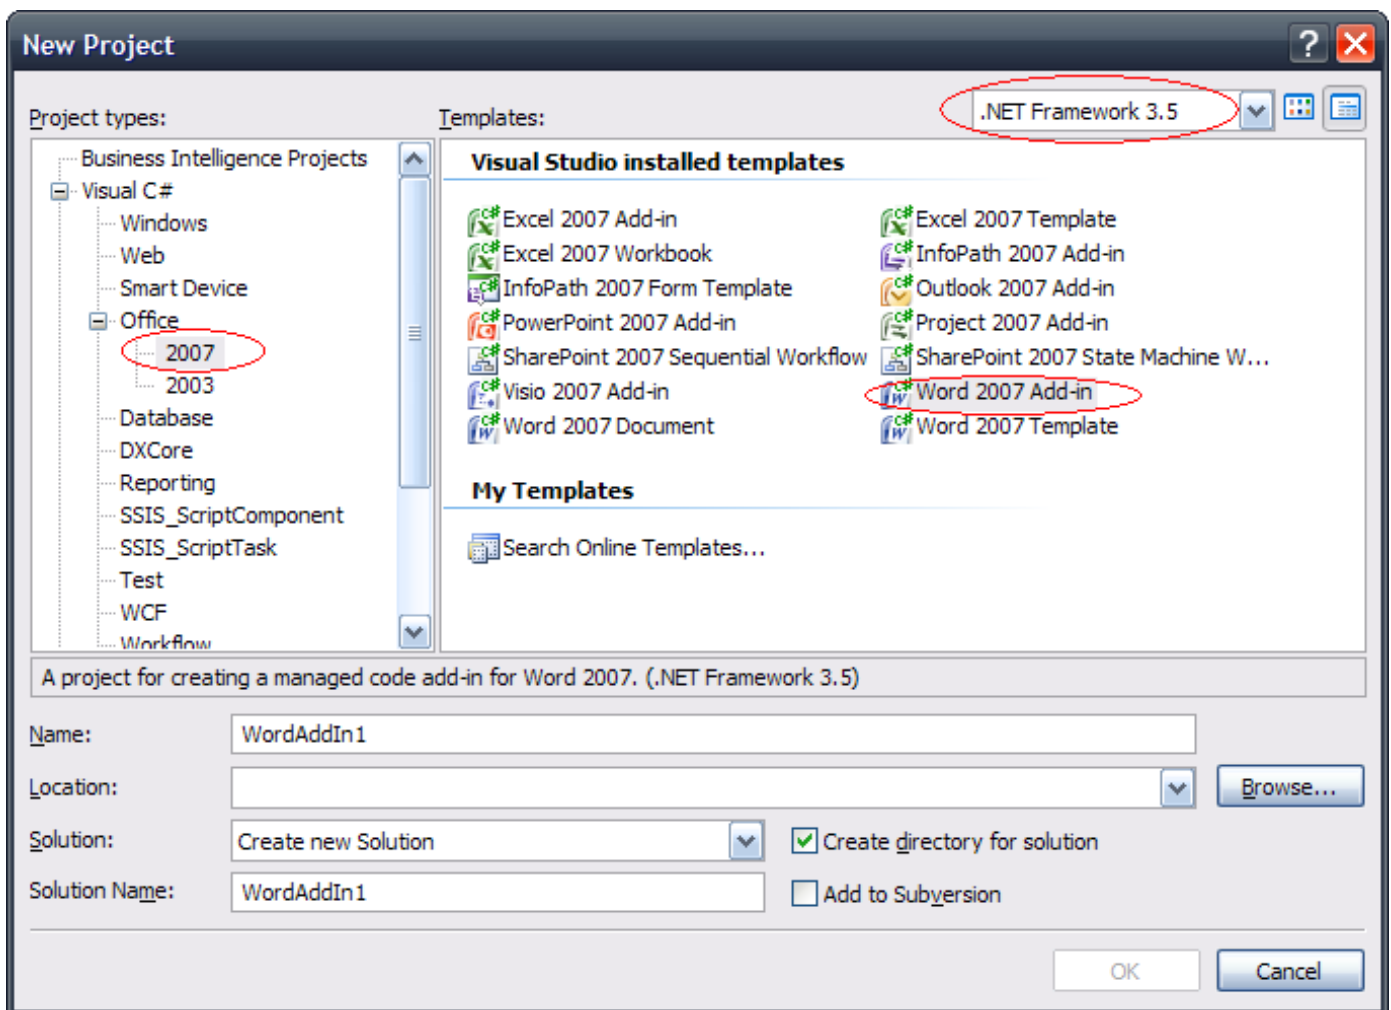 New Project
Project types:
Templates:
.NET Framework 3.5
Business Intelligence Projects
Visual C#
Windows
Web
Smart Device
Office
2007
2003
Database
DXCore
Reporting
SSIS_ScriptComponent
SSIS_ScriptTask
Test
WCF
Workflow
Visual Studio installed templates
Excel 2007 Add-in
Excel 2007 Template
Excel 2007 Workbook
InfoPath 2007 Add-in
InfoPath 2007 Form Template
Outlook 2007 Add-in
PowerPoint 2007 Add-in
Project 2007 Add-in
SharePoint 2007 Sequential Workflow
SharePoint 2007 State Machine W...
Visio 2007 Add-in
Word 2007 Add-in
Word 2007 Document
Word 2007 Template
My Templates
Search Online Templates...
A project for creating a managed code add-in for Word 2007. (.NET Framework 3.5)
Name:
WordAddIn1
Location:
Browse...
Solution:
Create new Solution
Create directory for solution
Solution Name:
WordAddIn1
Add to Subversion
OK
Cancel